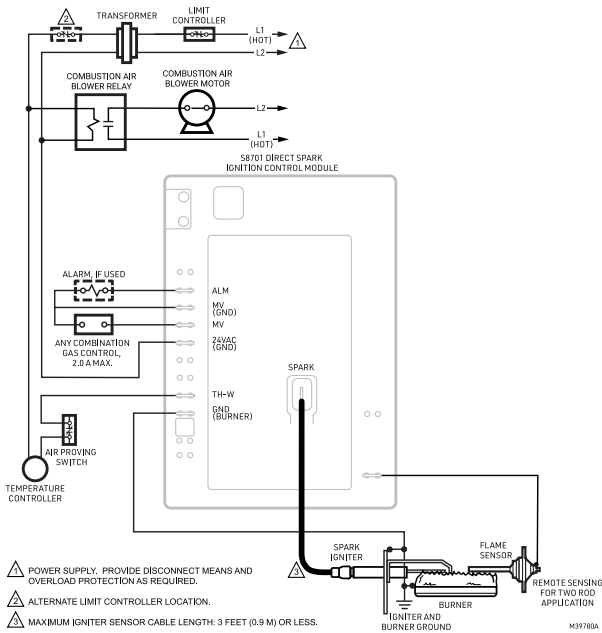 2
TRANSFORMER
LIMIT
CONTROLLER
L1
(HOT)
1
L2
COMBUSTION AIR
BLOWER RELAY
COMBUSTION AIR
BLOWER MOTOR
L2
L1
(HOT)
S8701 DIRECT SPARK
IGNITION CONTROL MODULE
ALARM, IF USED
ALM
MV
(GND)
MV
ANY COMBINATION
GAS CONTROL,
2.0 A MAX.
24VAC
(GND)
SPARK
TH-W
GND
(BURNER)
AIR PROVING
SWITCH
TEMPERATURE
CONTROLLER
SPARK
IGNITER
FLAME
SENSOR
3
REMOTE SENSING
FOR TWO ROD
APPLICATION
BURNER
IGNITER AND
BURNER GROUND
1 POWER SUPPLY. PROVIDE DISCONNECT MEANS AND
OVERLOAD PROTECTION AS REQUIRED.
2 ALTERNATE LIMIT CONTROLLER LOCATION.
3 MAXIMUM IGNITER SENSOR CABLE LENGTH: 3 FEET (0.9 M) OR LESS.
M39780A